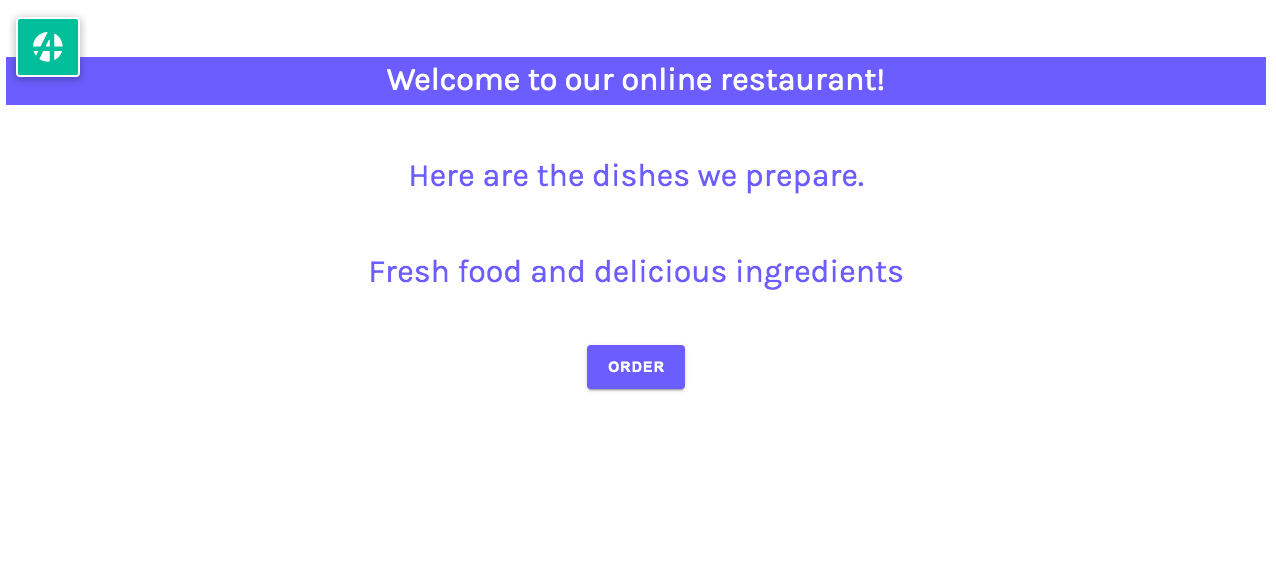 Welcome to our online restaurant!
Here are the dishes we prepare.
Fresh food and delicious ingredients
ORDER